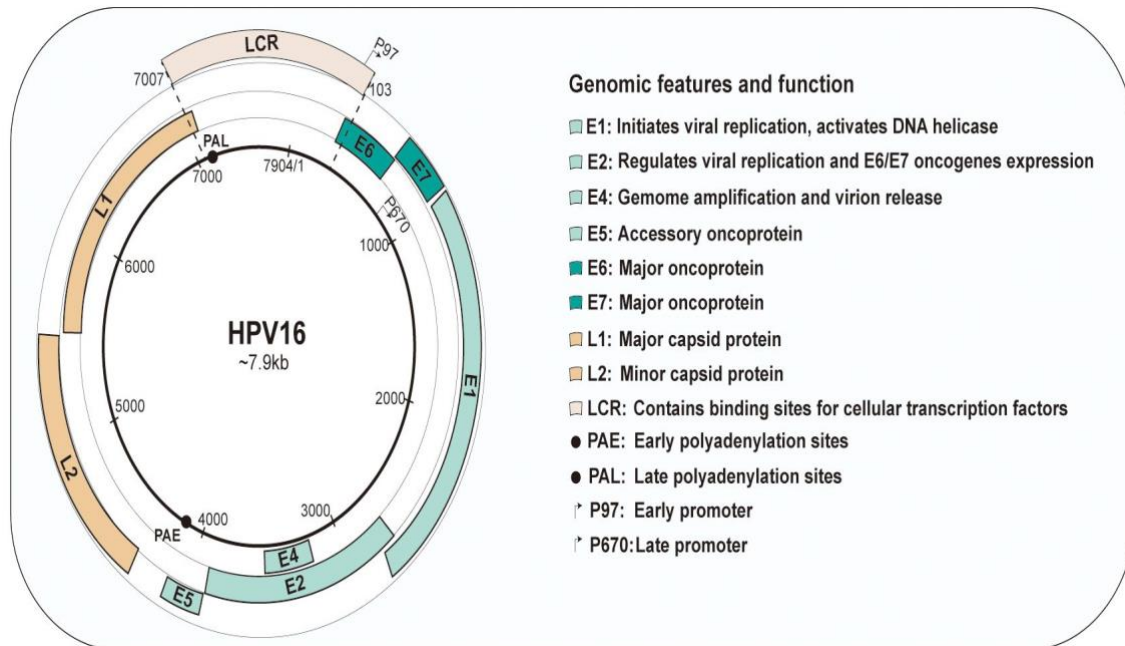 LCR
P97
7007
103
PAL
E6
7000
7904/1
E7
P670
L1
1000
6000
HPV16
~7.9kb
E1
2000
5000
L2
3000
PAE
4000
E4
E2
E5
Genomic features and function
E1: Initiates viral replication, activates DNA helicase
E2: Regulates viral replication and E6/E7 oncogenes expression
E4: Gemome amplification and virion release
E5: Accessory oncoprotein
E6: Major oncoprotein
E7: Major oncoprotein
L1: Major capsid protein
L2: Minor capsid protein
LCR: Contains binding sites for cellular transcription factors
PAE: Early polyadenylation sites
PAL: Late polyadenylation sites
P97: Early promoter
P670:Late promoter